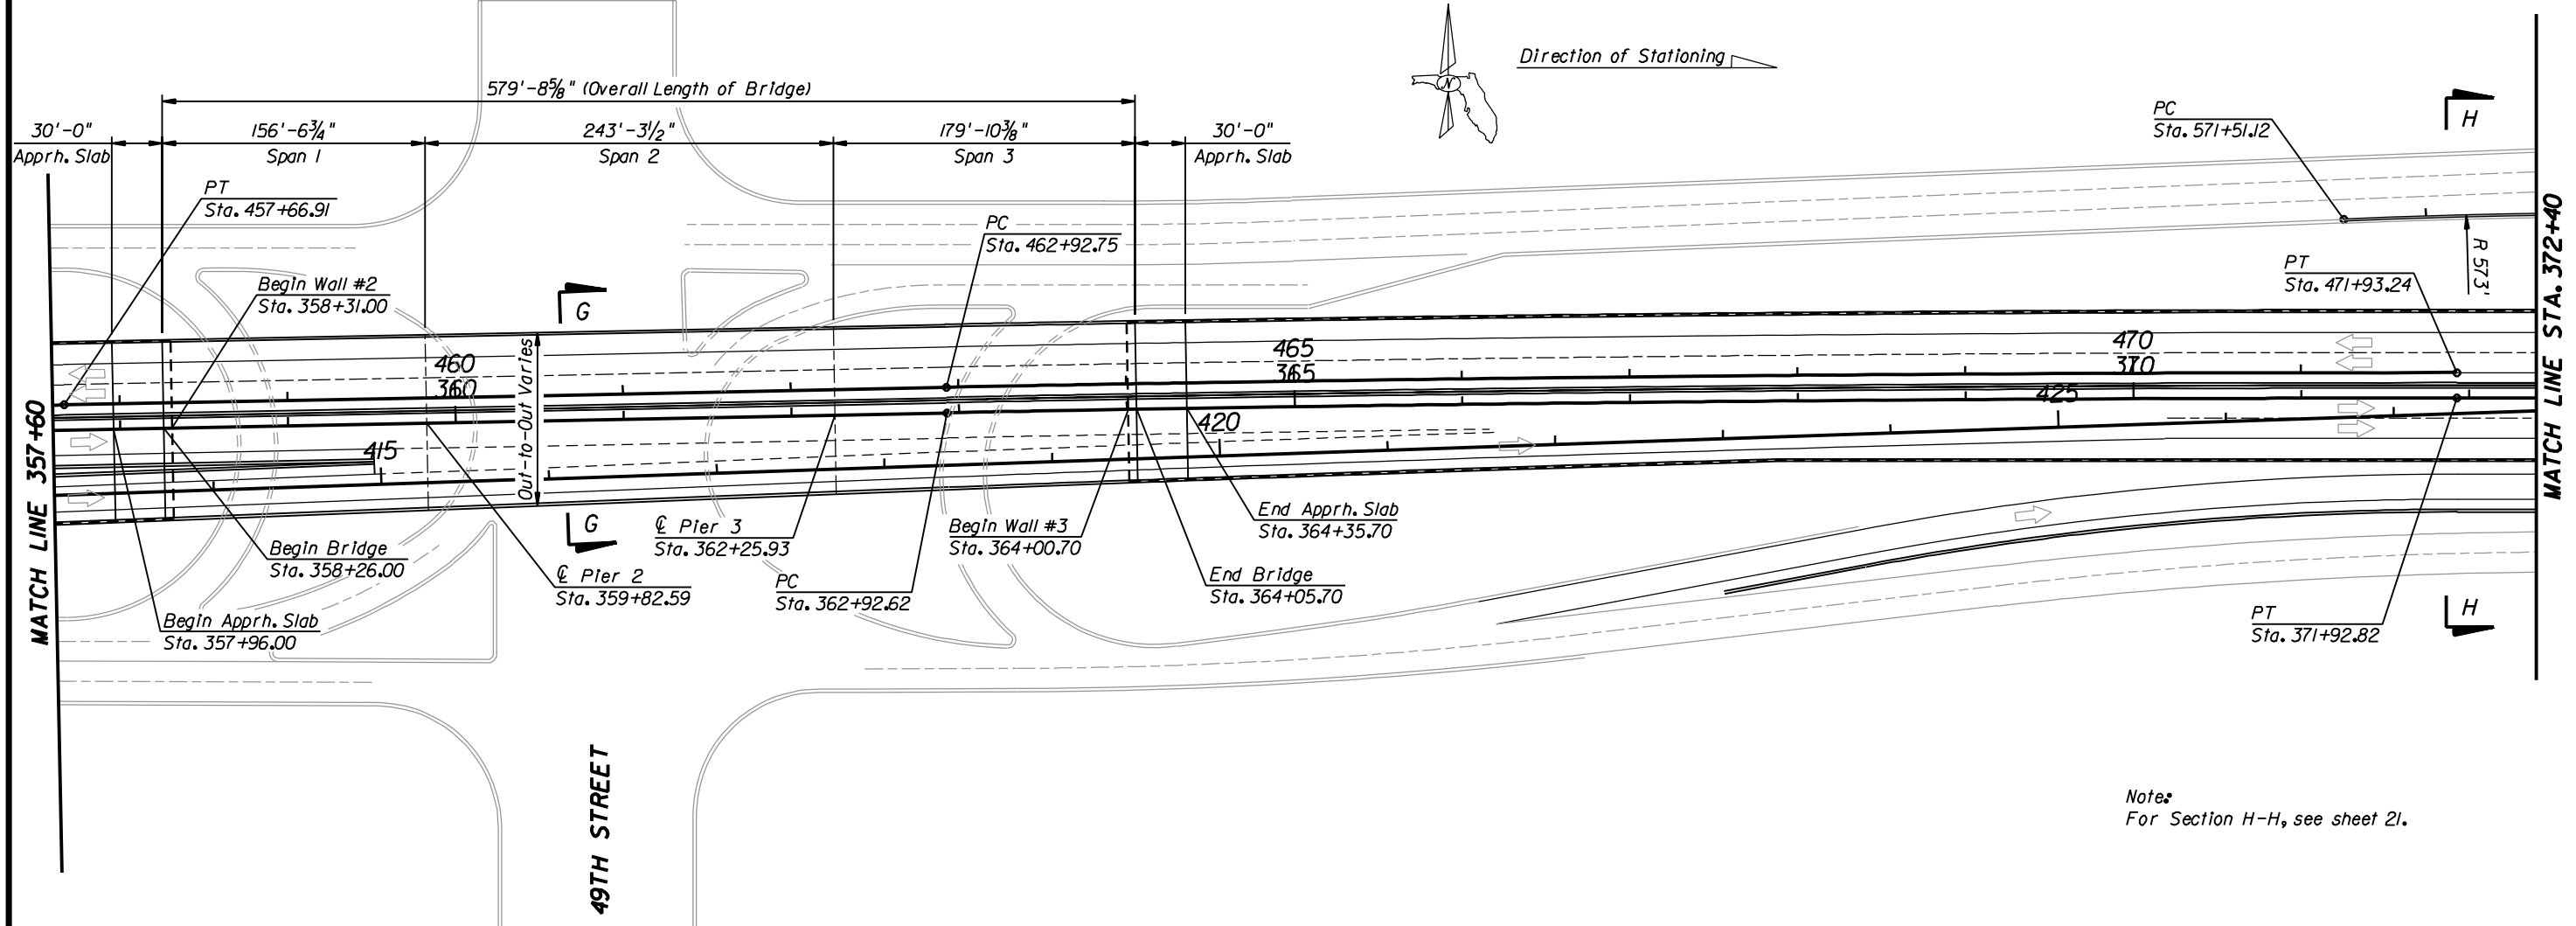 Direction of Stationing
579'-8⅝" (Overall Length of Bridge)
30'-0"
Apprh. Slab
156'-6¾"
Span 1
243'-3½"
Span 2
179'-10⅜"
Span 3
30'-0"
Apprh. Slab
N
PC
Sta. 571+51.12
H
PT
Sta. 457+66.91
PC
Sta. 462+92.75
R 573'
PT
Sta. 471+93.24
Begin Wall #2
Sta. 358+31.00
G
MATCH LINE STA. 372+40
MATCH LINE 357+60
Out-to-Out Varies
460
360
465
365
470
370
425
420
415
G
Begin Bridge
Sta. 358+26.00
℄ Pier 2
Sta. 359+82.59
℄ Pier 3
Sta. 362+25.93
PC
Sta. 362+92.62
Begin Wall #3
Sta. 364+00.70
End Apprh. Slab
Sta. 364+35.70
End Bridge
Sta. 364+05.70
Begin Apprh. Slab
Sta. 357+96.00
PT
Sta. 371+92.82
H
49TH STREET
Note:
For Section H-H, see sheet 21.